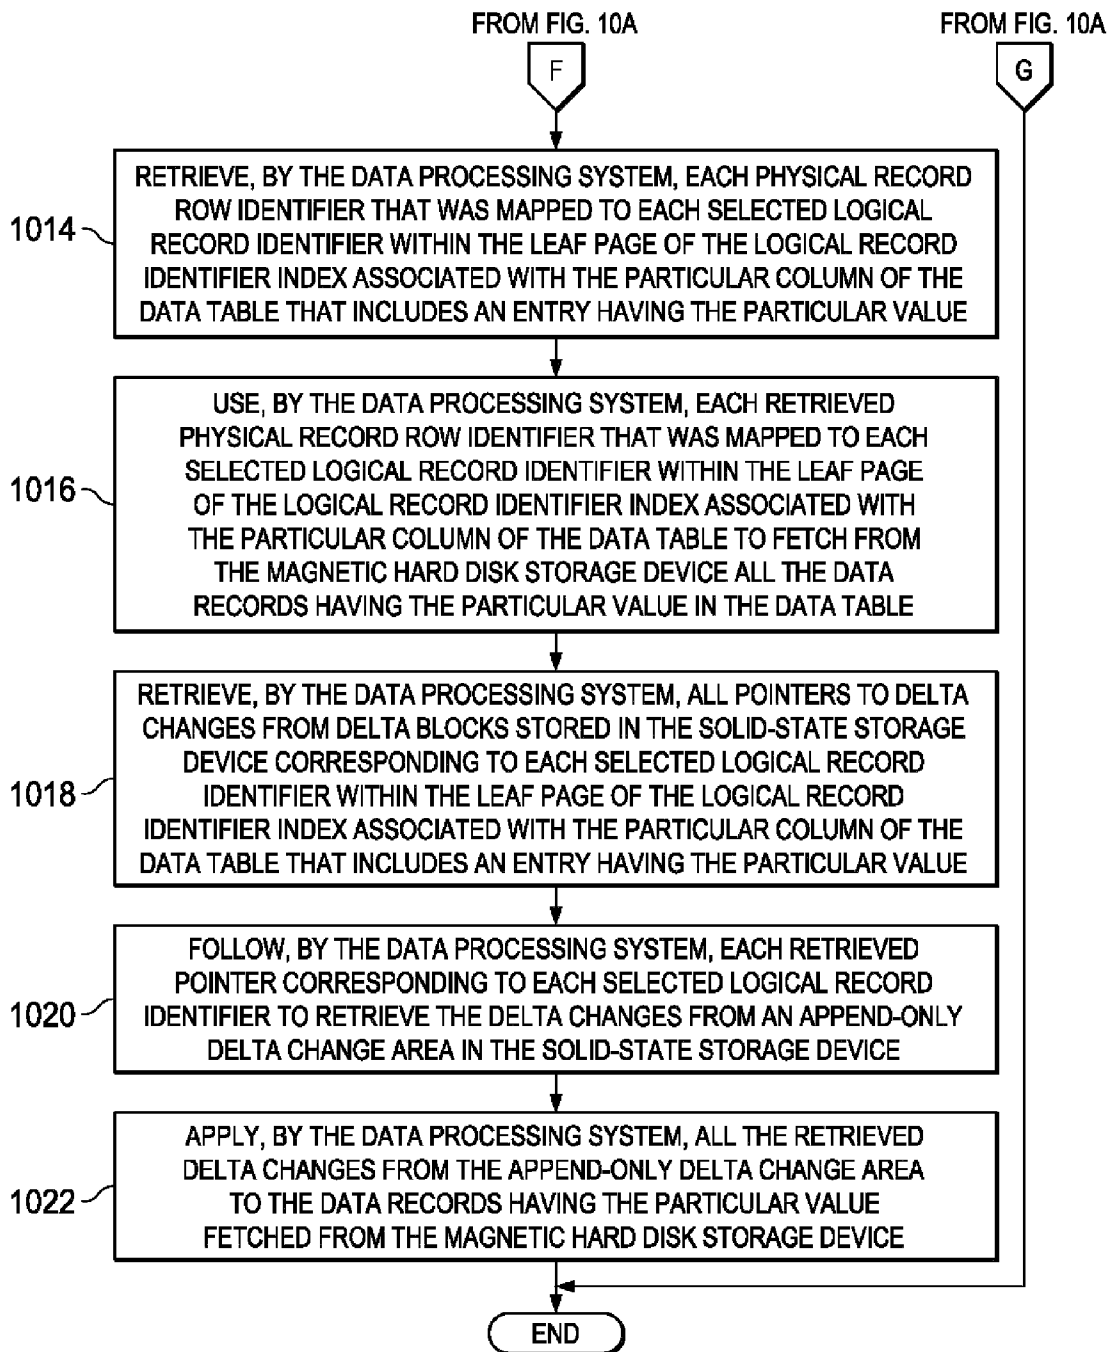 FROM FIG. 10A
FROM FIG. 10A
F
G
1014
RETRIEVE, BY THE DATA PROCESSING SYSTEM, EACH PHYSICAL RECORD
ROW IDENTIFIER THAT WAS MAPPED TO EACH SELECTED LOGICAL
RECORD IDENTIFIER WITHIN THE LEAF PAGE OF THE LOGICAL RECORD
IDENTIFIER INDEX ASSOCIATED WITH THE PARTICULAR COLUMN OF THE
DATA TABLE THAT INCLUDES AN ENTRY HAVING THE PARTICULAR VALUE
1016
USE, BY THE DATA PROCESSING SYSTEM, EACH RETRIEVED
PHYSICAL RECORD ROW IDENTIFIER THAT WAS MAPPED TO EACH
SELECTED LOGICAL RECORD IDENTIFIER WITHIN THE LEAF PAGE
OF THE LOGICAL RECORD IDENTIFIER INDEX ASSOCIATED WITH
THE PARTICULAR COLUMN OF THE DATA TABLE TO FETCH FROM
THE MAGNETIC HARD DISK STORAGE DEVICE ALL THE DATA
RECORDS HAVING THE PARTICULAR VALUE IN THE DATA TABLE
1018
RETRIEVE, BY THE DATA PROCESSING SYSTEM, ALL POINTERS TO DELTA
CHANGES FROM DELTA BLOCKS STORED IN THE SOLID-STATE STORAGE
DEVICE CORRESPONDING TO EACH SELECTED LOGICAL RECORD
IDENTIFIER WITHIN THE LEAF PAGE OF THE LOGICAL RECORD
IDENTIFIER INDEX ASSOCIATED WITH THE PARTICULAR COLUMN OF THE
DATA TABLE THAT INCLUDES AN ENTRY HAVING THE PARTICULAR VALUE
1020
FOLLOW, BY THE DATA PROCESSING SYSTEM, EACH RETRIEVED
POINTER CORRESPONDING TO EACH SELECTED LOGICAL RECORD
IDENTIFIER TO RETRIEVE THE DELTA CHANGES FROM AN APPEND-ONLY
DELTA CHANGE AREA IN THE SOLID-STATE STORAGE DEVICE
1022
APPLY, BY THE DATA PROCESSING SYSTEM, ALL THE RETRIEVED
DELTA CHANGES FROM THE APPEND-ONLY DELTA CHANGE AREA
TO THE DATA RECORDS HAVING THE PARTICULAR VALUE
FETCHED FROM THE MAGNETIC HARD DISK STORAGE DEVICE
END